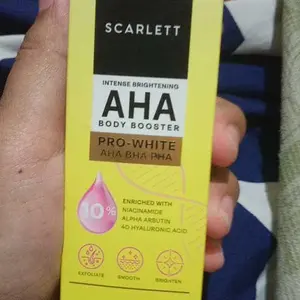 SCARLETT
INTENSE BRIGHTENING
AHA
BODY BOOSTER
PRO-WHITE
AHA BHA PHA
10%
ENRICHED WITH
NIACINAMIDE
ALPHA ARBUTIN
4D HYALURONIC ACID
EXFOLIATE SMOOTH BRIGHTEN